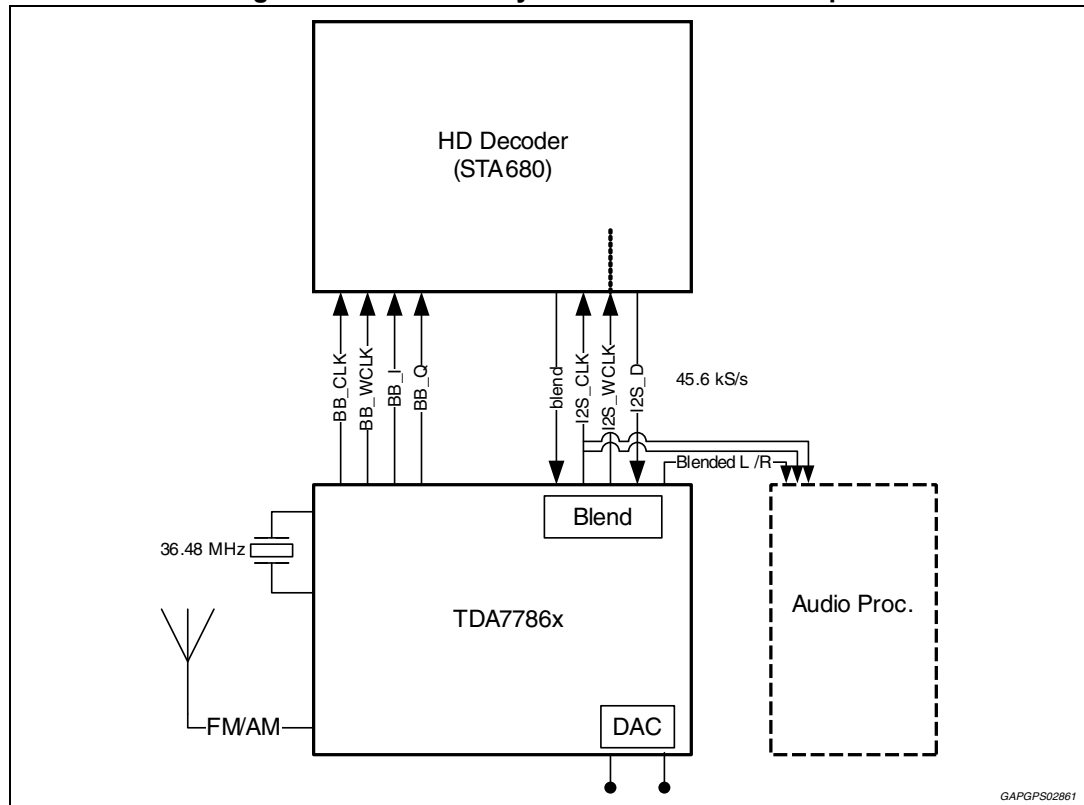 HD Decoder
(STA680)
BB_CLK
BB_WCLK
BB_I
BB_Q
blend
I2S_CLK
I2S_WCLK
I2S_D
45.6 kS/s
Blended L /R
Blend
36.48 MHz
TDA7786x
Audio Proc.
FM/AM
DAC
GAPGPS02861